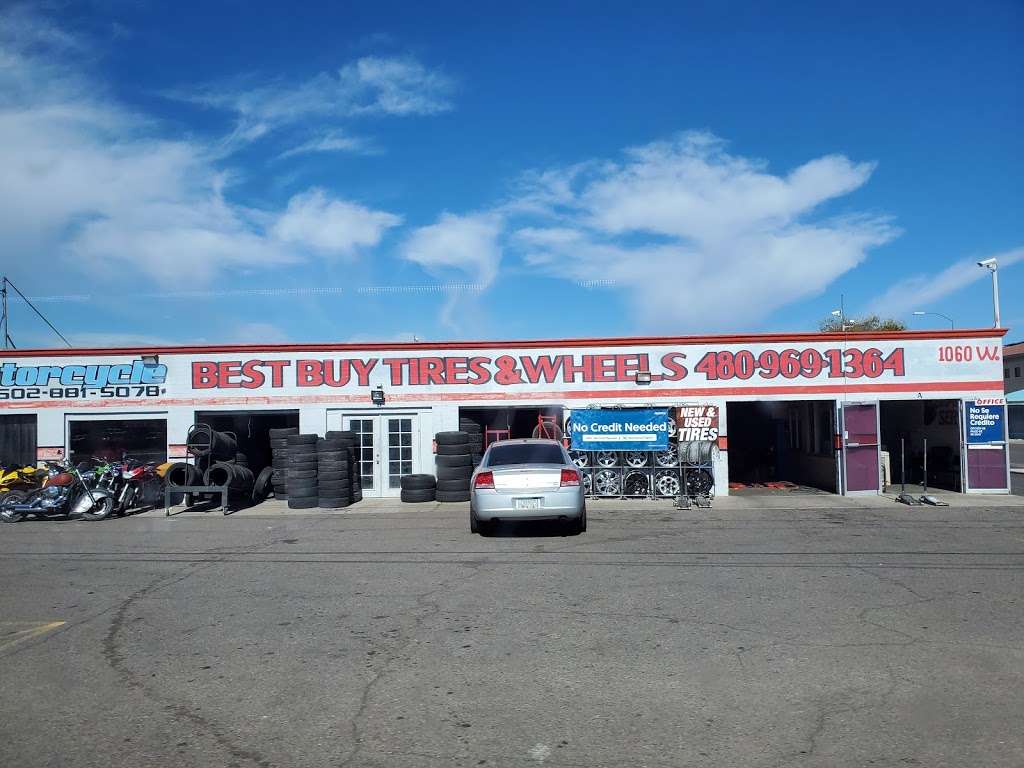 torcycle
602-881-5078
BEST BUY TIRES & WHEELS 480-969-1364
1060 W.
A
OFFICE
No Se
Requiere
Crédito
No Credit Needed
NEW &
USED
TIRES